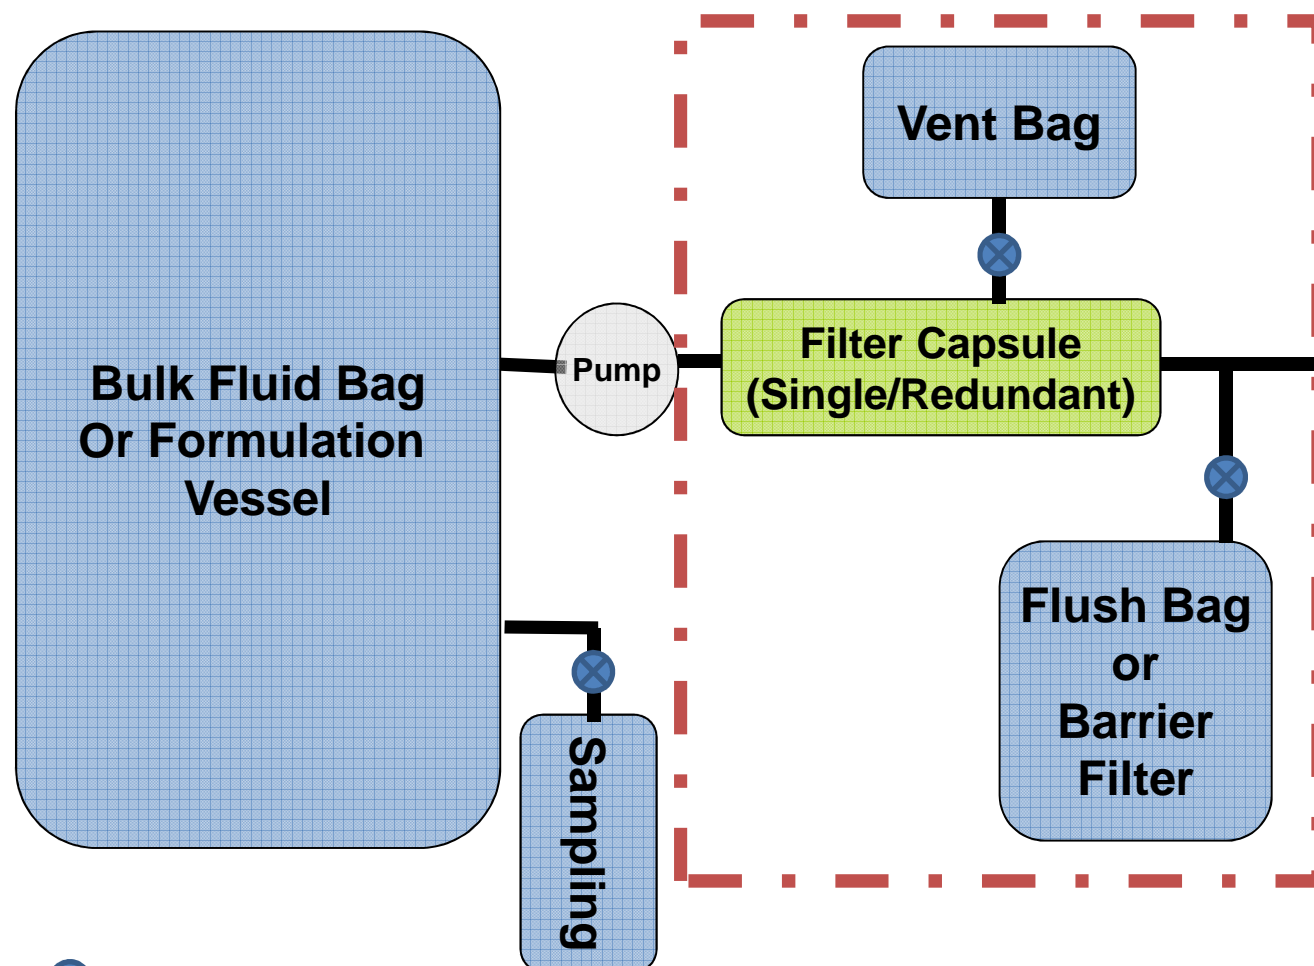 Vent Bag
Filter Capsule
(Single/Redundant)
Pump
Bulk Fluid Bag
Or Formulation
Vessel
Flush Bag
or
Barrier
Filter
Sampling